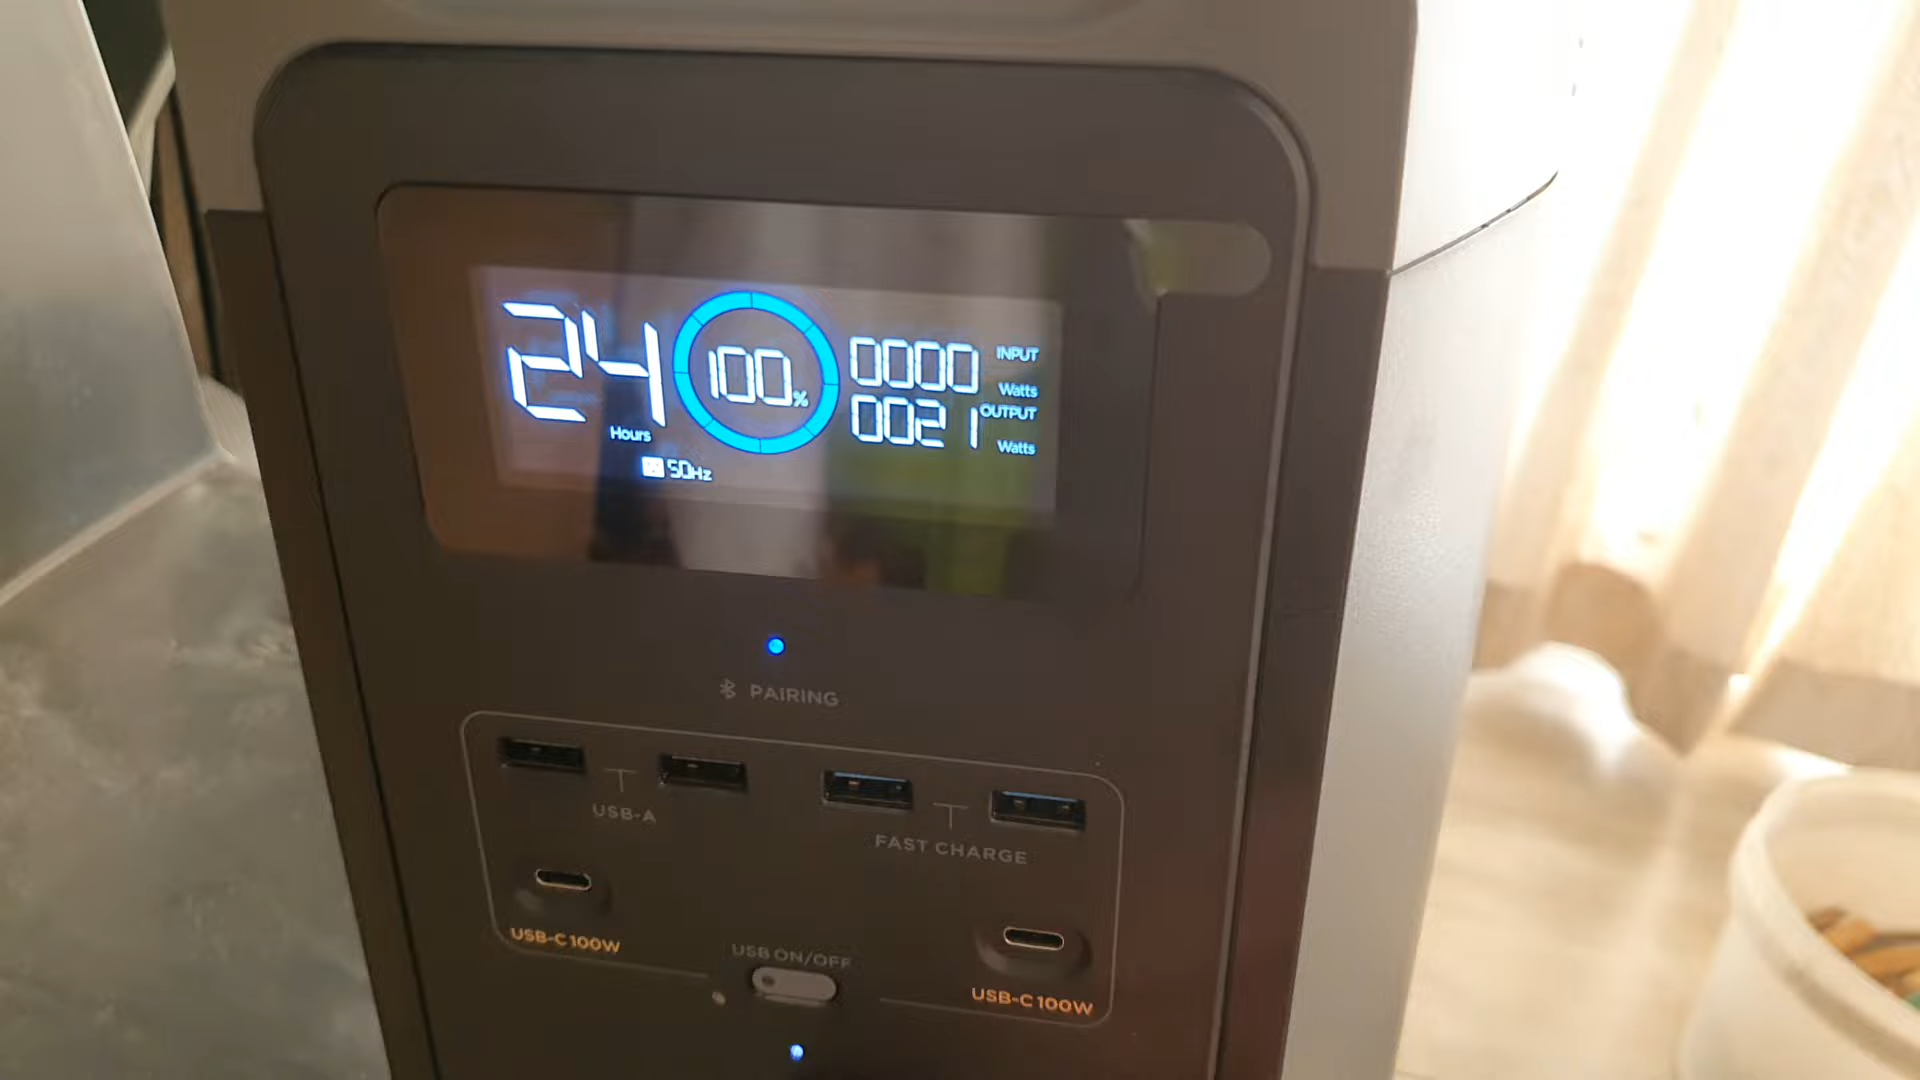 24
Hours
100%
0000 INPUT
Watts
0021 OUTPUT
Watts
50Hz
PAIRING
USB-A
FAST CHARGE
USB-C 100W
USB ON/OFF
USB-C 100W